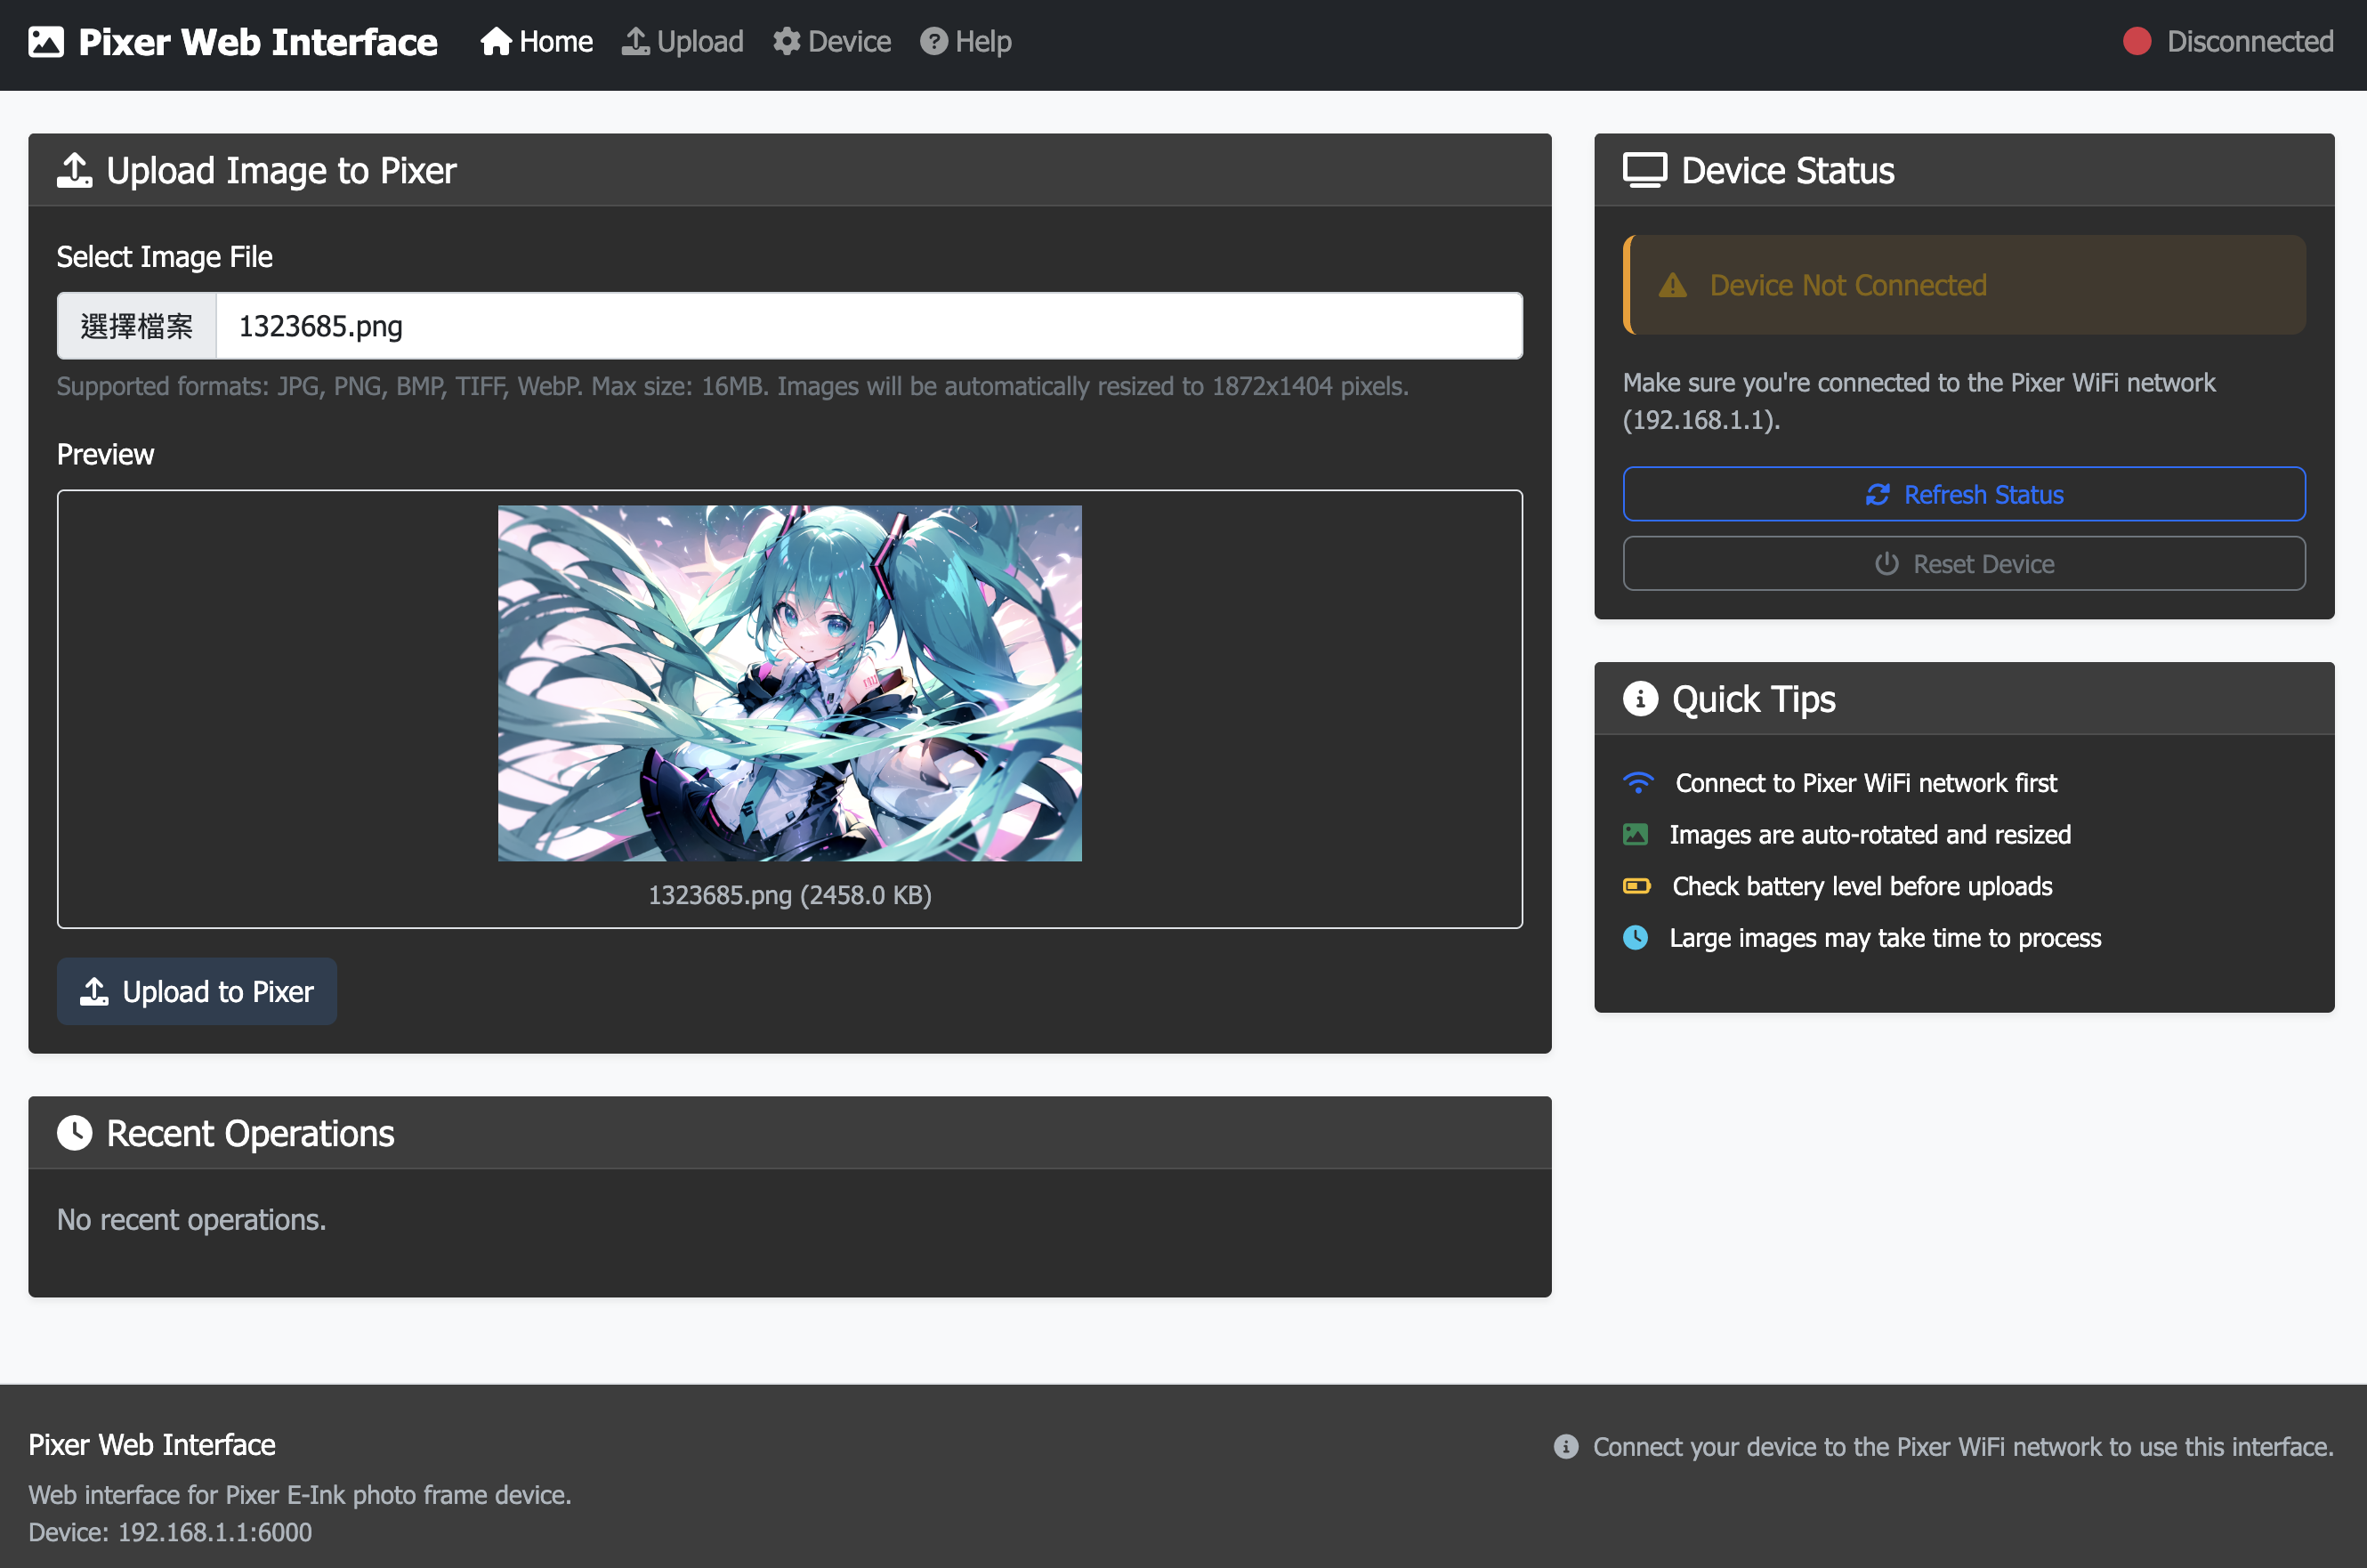 Pixer Web Interface
Home
Upload
Device
Help
Disconnected
Upload Image to Pixer
Select Image File
選擇檔案
1323685.png
Supported formats: JPG, PNG, BMP, TIFF, WebP. Max size: 16MB. Images will be automatically resized to 1872x1404 pixels.
Preview
1323685.png (2458.0 KB)
Upload to Pixer
Recent Operations
No recent operations.
Device Status
Device Not Connected
Make sure you're connected to the Pixer WiFi network
(192.168.1.1).
Refresh Status
Reset Device
Quick Tips
Connect to Pixer WiFi network first
Images are auto-rotated and resized
Check battery level before uploads
Large images may take time to process
Pixer Web Interface
Web interface for Pixer E-Ink photo frame device.
Device: 192.168.1.1:6000
Connect your device to the Pixer WiFi network to use this interface.